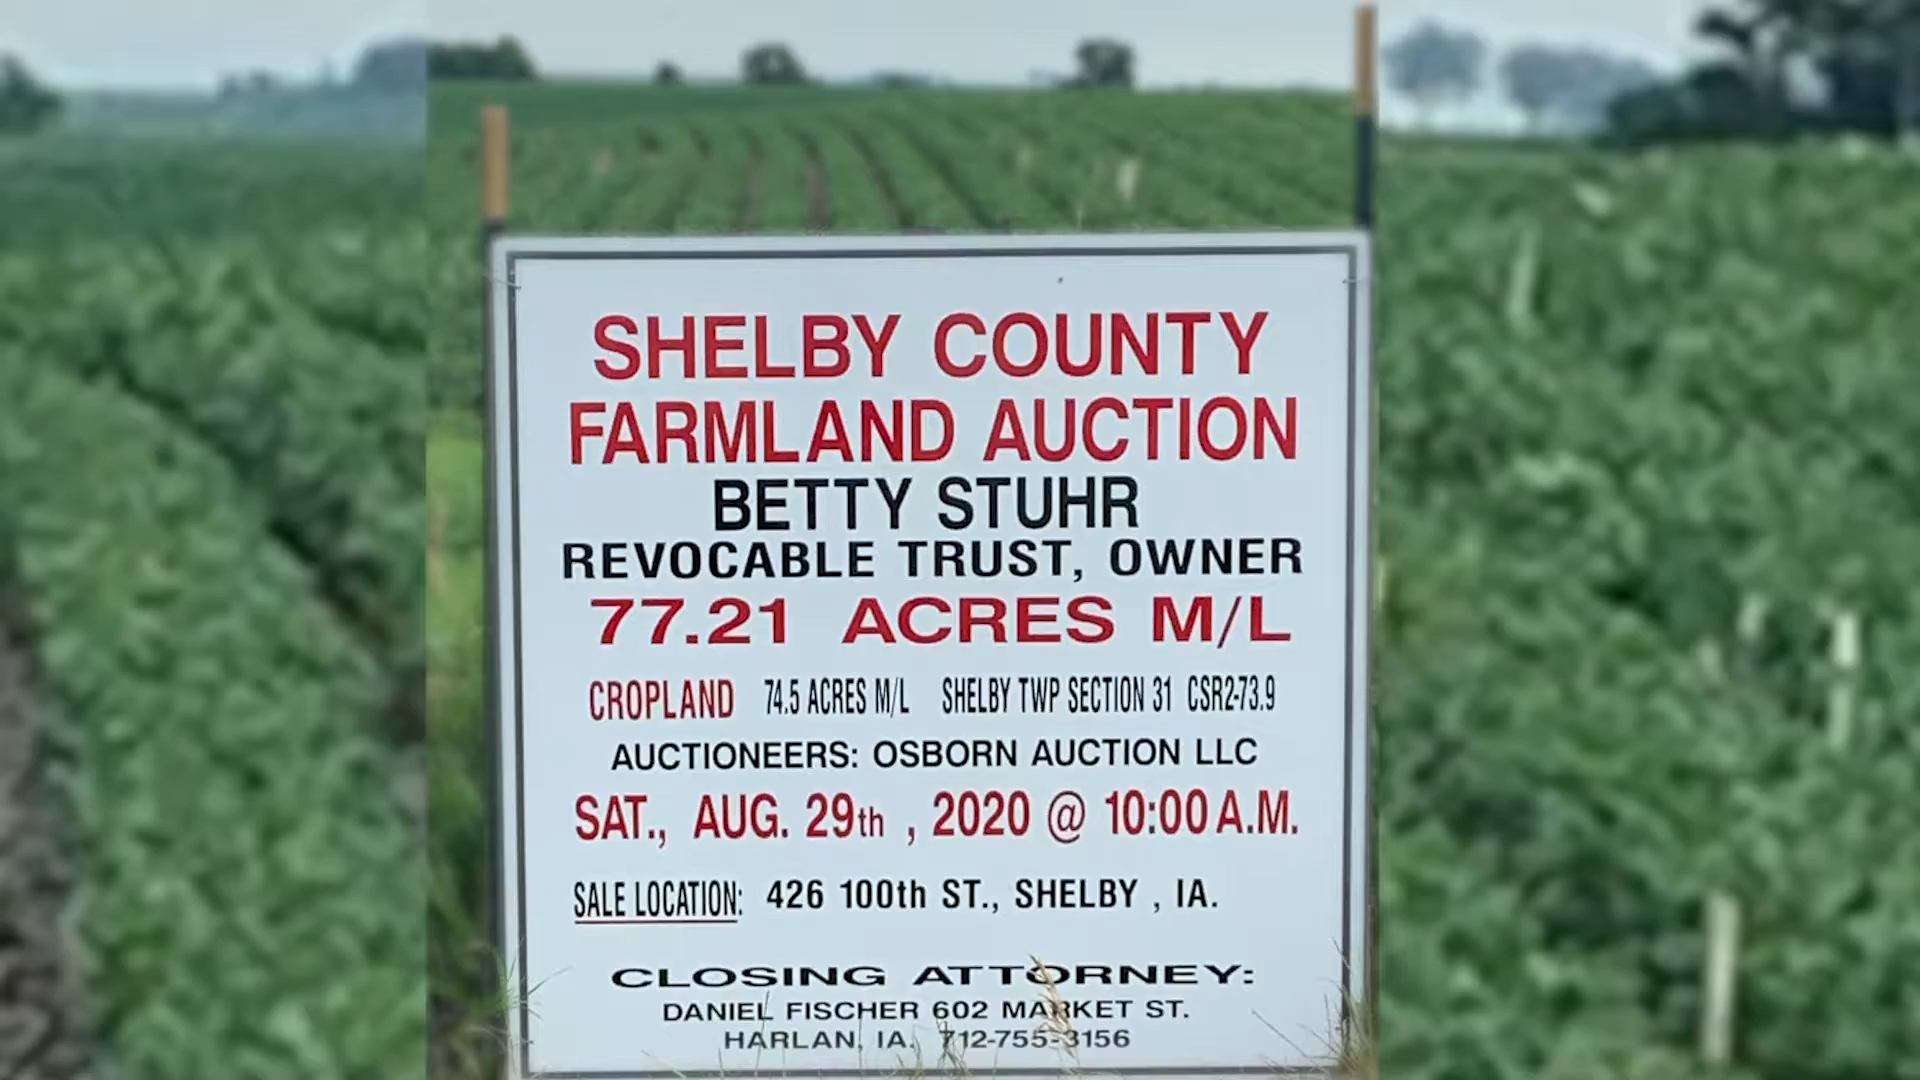 SHELBY COUNTY
FARMLAND AUCTION
BETTY STUHR
REVOCABLE TRUST, OWNER
77.21 ACRES M/L
CROPLAND 74.5 ACRES M/L SHELBY TWP SECTION 31 CSR2-73.9
AUCTIONEERS: OSBORN AUCTION LLC
SAT., AUG. 29th , 2020 @ 10:00 A.M.
SALE LOCATION: 426 100th ST., SHELBY , IA.
CLOSING ATTORNEY:
DANIEL FISCHER 602 MARKET ST.
HARLAN, IA. 712-755-3156